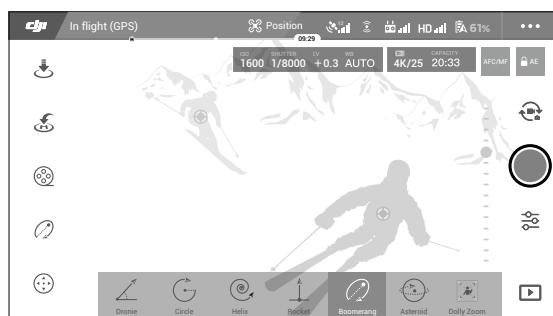 dji In flight (GPS) Position 12 HD 61%
09:29
ISO SHUTTER EV WB CAPACITY
1600 1/8000 +0.3 AUTO 4K/25 20:33 AFC/MF AE
Dronie Circle Helix Rocket Boomerang Asteroid Dolly Zoom